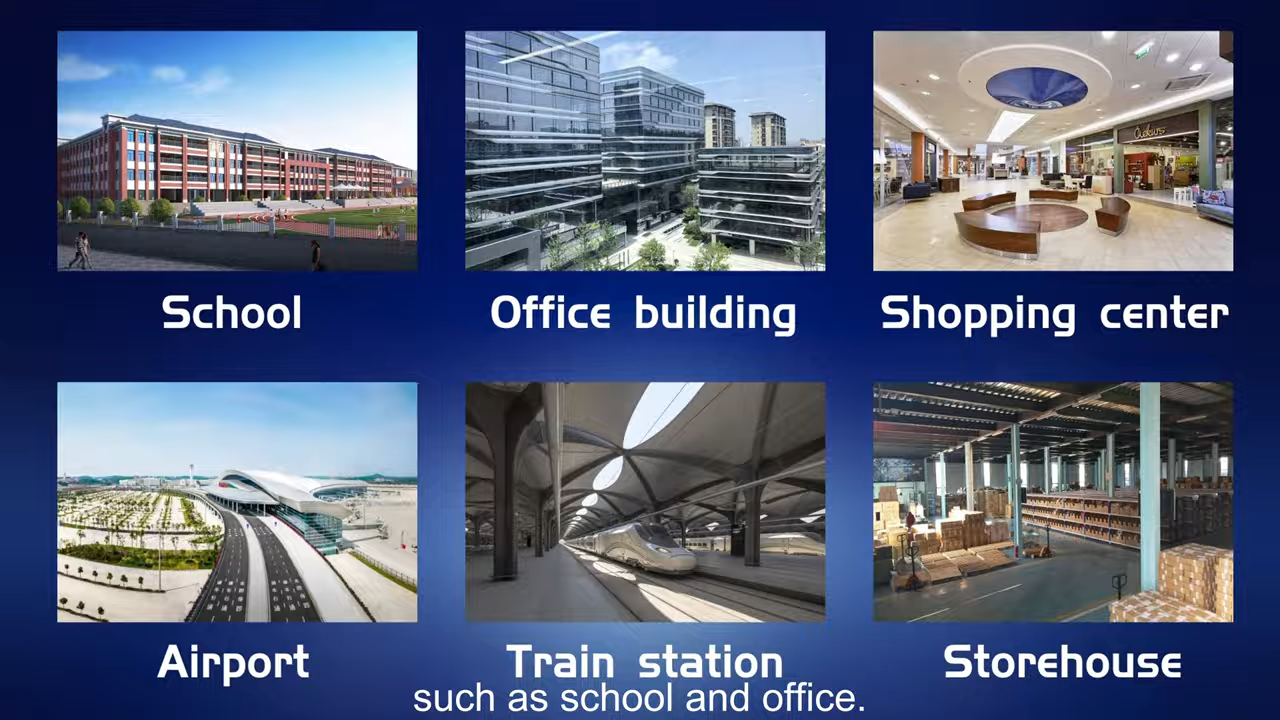 School
Office building
Shopping center
Airport
Train station
Storehouse
such as school and office.